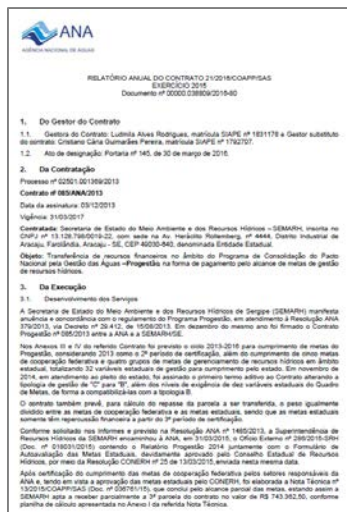 ANA
AGÊNCIA NACIONAL DE ÁGUAS
RELATÓRIO ANUAL DO CONTRATO 21/2016/COAPP/SAS
EXERCÍCIO 2015
Documento nº 00000.038809/2016-80
1. Do Gestor do Contrato
1.1. Gestora do Contrato: Ludmila Alves Rodrigues, matrícula SIAPE nº 1831178 e Gestor substituto
do contrato: Cristiano Cária Guimarães Pereira, matrícula SIAPE nº 1792707.
1.2. Ato de designação: Portaria nº 145, de 30 de março de 2016.
2. Da Contratação
Processo nº 02501.001369/2013
Contrato nº 085/ANA/2013
Data da assinatura: 03/12/2013
Vigência: 31/03/2017
Contratada: Secretaria de Estado do Meio Ambiente e dos Recursos Hídricos – SEMARH, inscrita no
CNPJ nº 13.128.798/0019-22, com sede na Av. Heráclito Rollemberg, nº 4444, Distrito Industrial de
Aracaju, Farolândia, Aracaju - SE, CEP 49030-640, denominada Entidade Estadual.
Objeto: Transferência de recursos financeiros no âmbito do Programa de Consolidação do Pacto
Nacional pela Gestão das Águas –Progestão, na forma de pagamento pelo alcance de metas de gestão
de recursos hídricos.
3. Da Execução
3.1. Desenvolvimento dos Serviços
A Secretaria de Estado do Meio Ambiente e dos Recursos Hídricos de Sergipe (SEMARH) manifesta
anuência e concordância com o regulamento do Programa Progestão, em atendimento à Resolução ANA
379/2013, via Decreto nº 29.412, de 15/08/2013. Em dezembro do mesmo ano foi firmado o Contrato
Progestão nº 085/2013 entre a ANA e a SEMARH/SE.
Nos Anexos III e IV do referido Contrato foi previsto o ciclo 2013-2016 para cumprimento de metas do
Progestão, considerando 2013 como o 2º período de certificação, além do cumprimento de cinco metas
de cooperação federativa e quatro grupos de metas de gerenciamento de recursos hídricos em âmbito
estadual, totalizando 32 variáveis estaduais de gestão para cumprimento pelo estado. Em novembro de
2014, em atendimento ao pleito do estado, foi assinado o primeiro termo aditivo ao Contrato alterando a
tipologia de gestão de "C" para "B", além dos níveis de exigência de dez variáveis estaduais do Quadro
de Metas, de forma a compatibilizá-las com a tipologia B.
O contrato também prevê, para cálculo do repasse da parcela a ser transferida, o peso igualmente
dividido entre as metas de cooperação federativa e as metas estaduais, sendo que as metas estaduais
somente têm repercussão financeira a partir do 3º período de certificação.
Conforme solicitado nos Informes e previsto na Resolução ANA nº 1485/2013, a Superintendência de
Recursos Hídricos da SEMARH encaminhou à ANA, em 31/03/2015, o Ofício Externo nº 286/2015-SRH
(Doc. nº 018031/2015) contendo o Relatório Progestão 2014 juntamente com o Formulário de
Autoavaliação das Metas Estaduais, devidamente aprovado pelo Conselho Estadual de Recursos
Hídricos, por meio da Resolução CONERH nº 25 de 13/03/2015, enviada nesta mesma data.
Após certificação do cumprimento das metas de cooperação federativa pelos setores responsáveis da
ANA e, tendo em vista a aprovação das metas estaduais pelo CONERH, foi elaborada a Nota Técnica nº
13/2015/COAPP/SAS (Doc. nº 036761/15), que conclui pelo alcance parcial das metas, estando assim a
SEMARH apta a receber parcialmente a 3ª parcela do contrato no valor de R$ 743.362,50, conforme
planilha de cálculo apresentada no Anexo I da referida Nota Técnica.